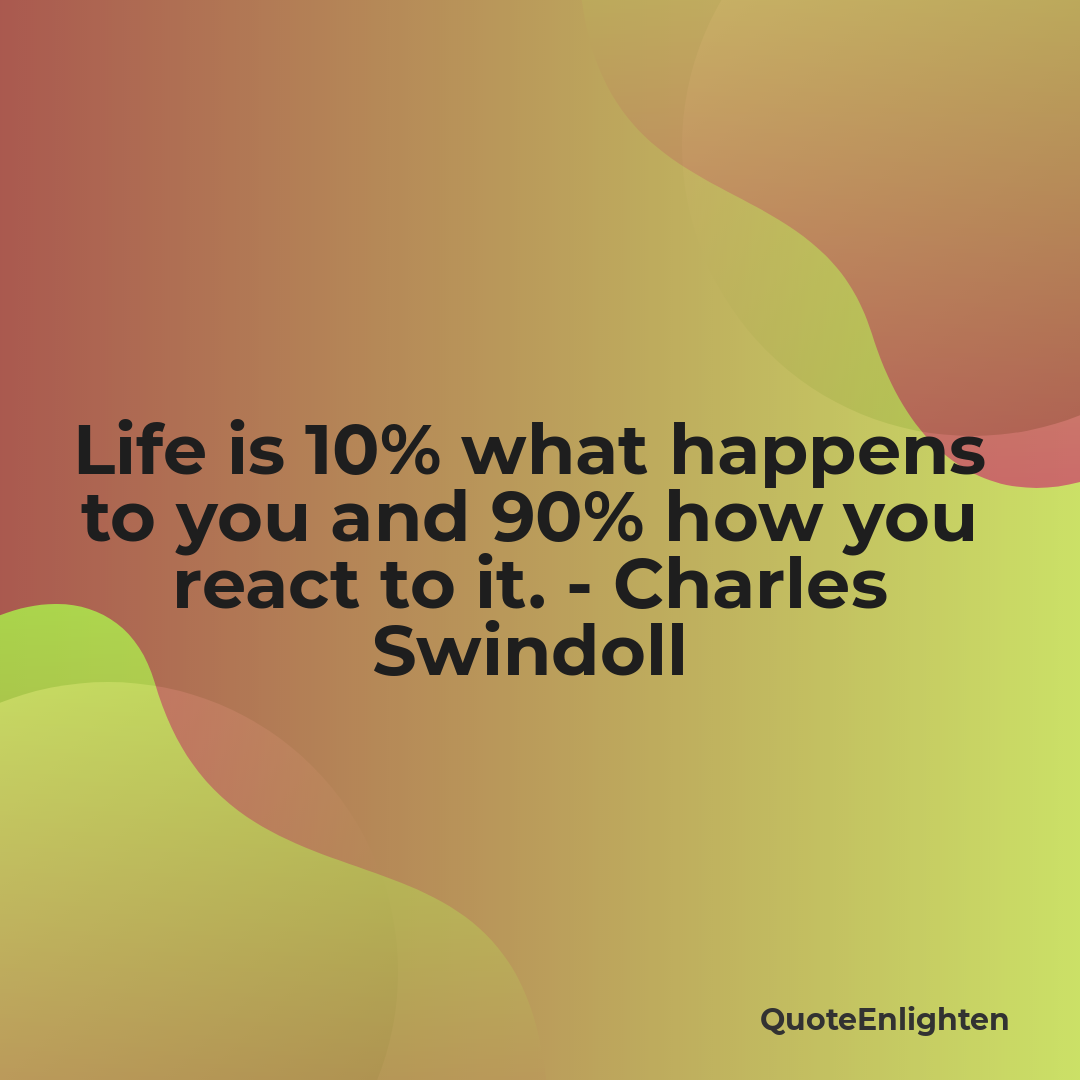 Life is 10% what happens
to you and 90% how you
react to it. - Charles
Swindoll
QuoteEnlighten